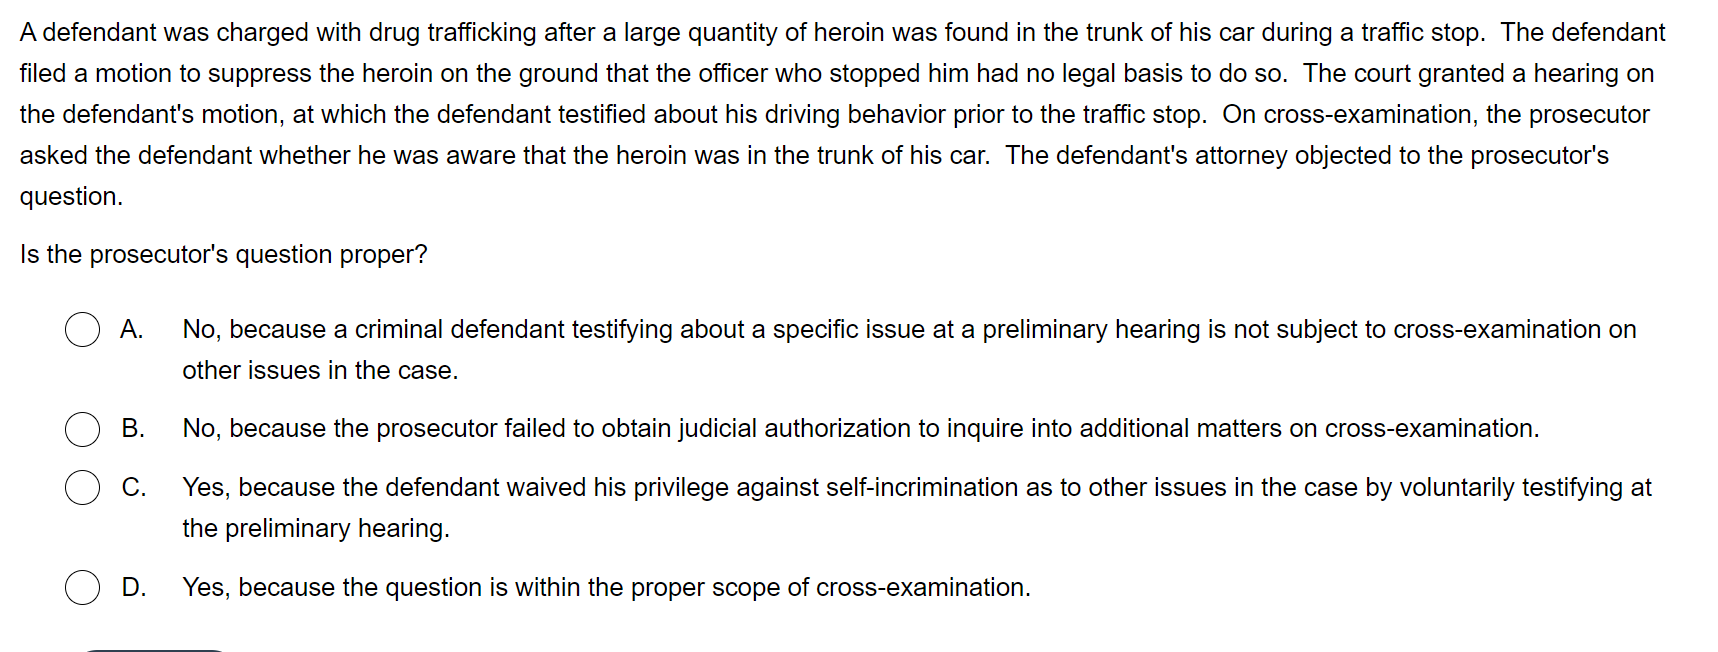 A defendant was charged with drug trafficking after a large quantity of heroin was found in the trunk of his car during a traffic stop.  The defendant
filed a motion to suppress the heroin on the ground that the officer who stopped him had no legal basis to do so.  The court granted a hearing on
the defendant's motion, at which the defendant testified about his driving behavior prior to the traffic stop.  On cross-examination, the prosecutor
asked the defendant whether he was aware that the heroin was in the trunk of his car.  The defendant's attorney objected to the prosecutor's
question.
Is the prosecutor's question proper?
A. No, because a criminal defendant testifying about a specific issue at a preliminary hearing is not subject to cross-examination on
other issues in the case.
B. No, because the prosecutor failed to obtain judicial authorization to inquire into additional matters on cross-examination.
C. Yes, because the defendant waived his privilege against self-incrimination as to other issues in the case by voluntarily testifying at
the preliminary hearing.
D. Yes, because the question is within the proper scope of cross-examination.